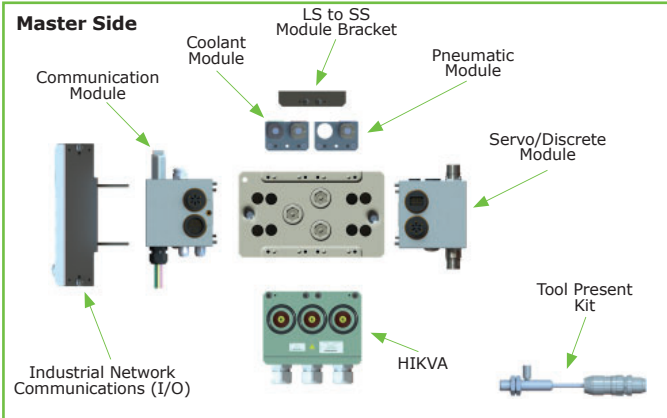 Master Side
LS to SS
Module Bracket
Coolant
Module
Pneumatic
Module
Communication
Module
Servo/Discrete
Module
Tool Present
Kit
HIKVA
Industrial Network
Communications (I/O)